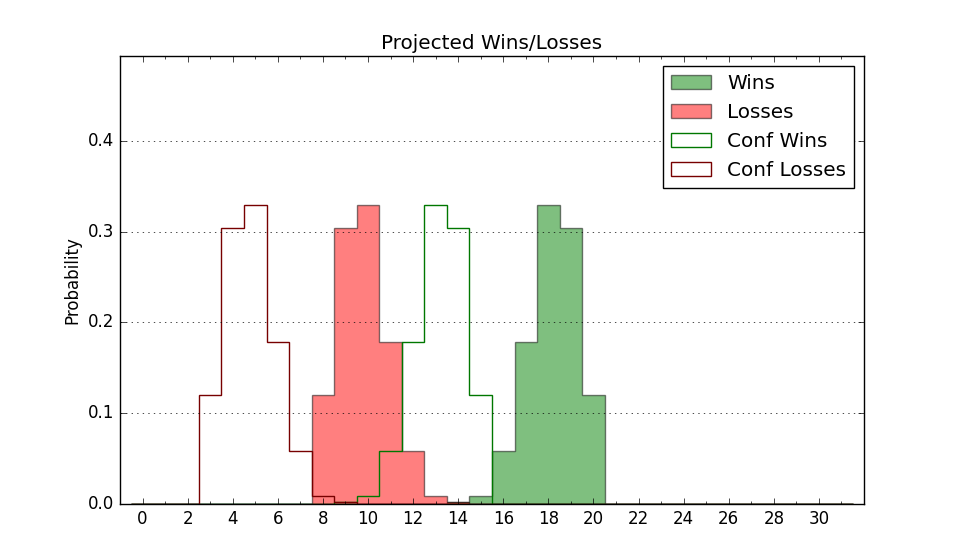 Projected Wins/Losses
Wins
Losses
Conf Wins
Conf Losses
Probability
0.4
0.3
0.2
0.1
0.0
0 2 4 6 8 10 12 14 16 18 20 22 24 26 28 30